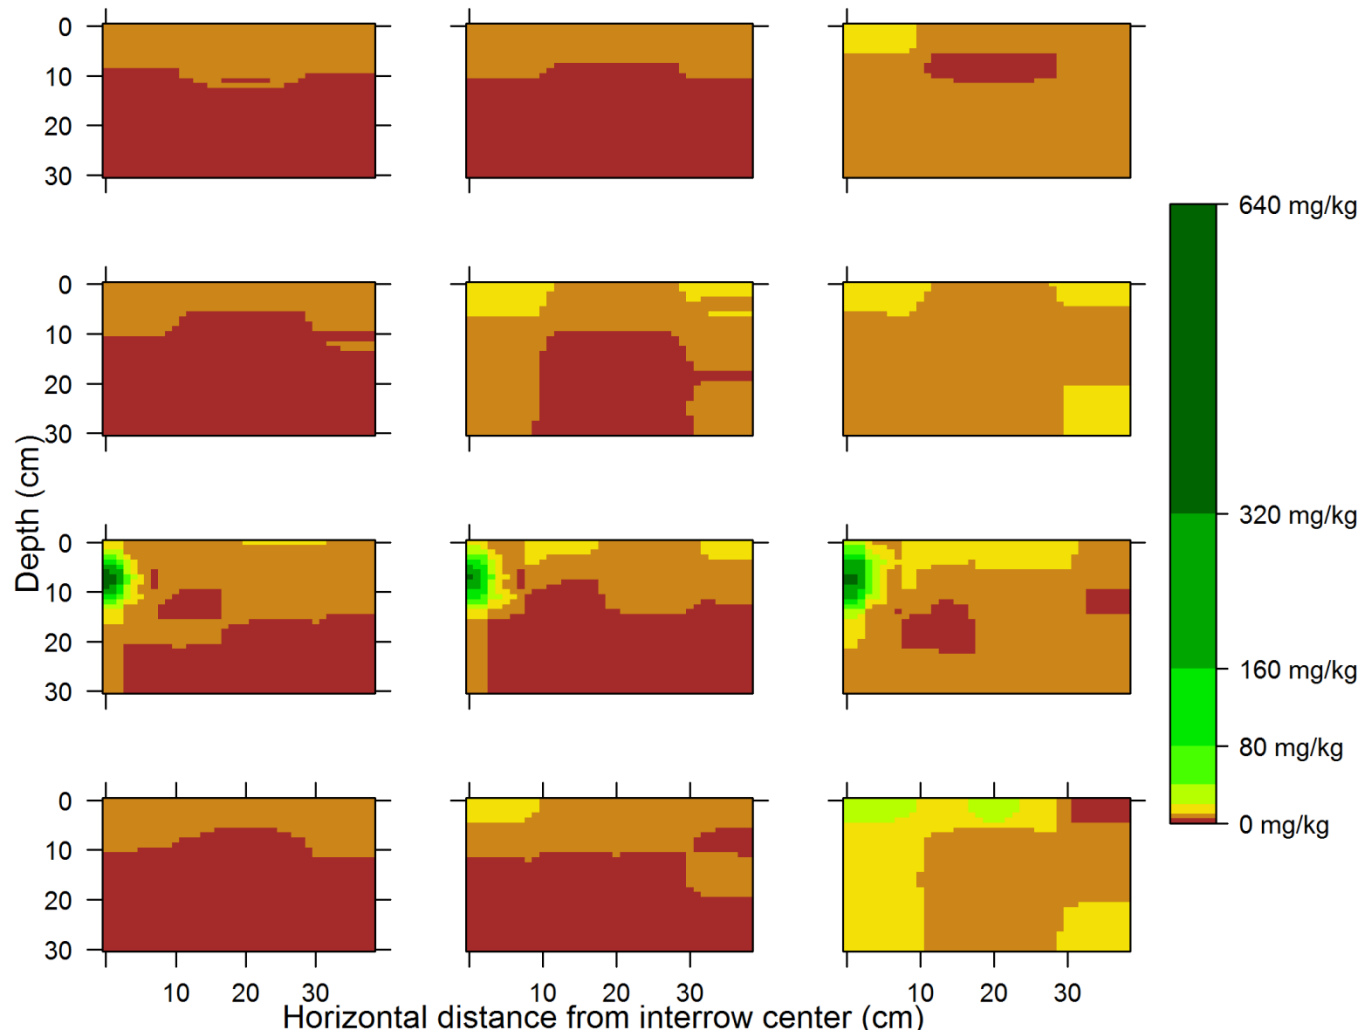 0
10
20
30
640 mg/kg
0
10
20
30
320 mg/kg
Depth (cm)
0
10
20
30
160 mg/kg
80 mg/kg
0 mg/kg
0
10
20
30
10 20 30 10 20 30 10 20 30
Horizontal distance from interrow center (cm)